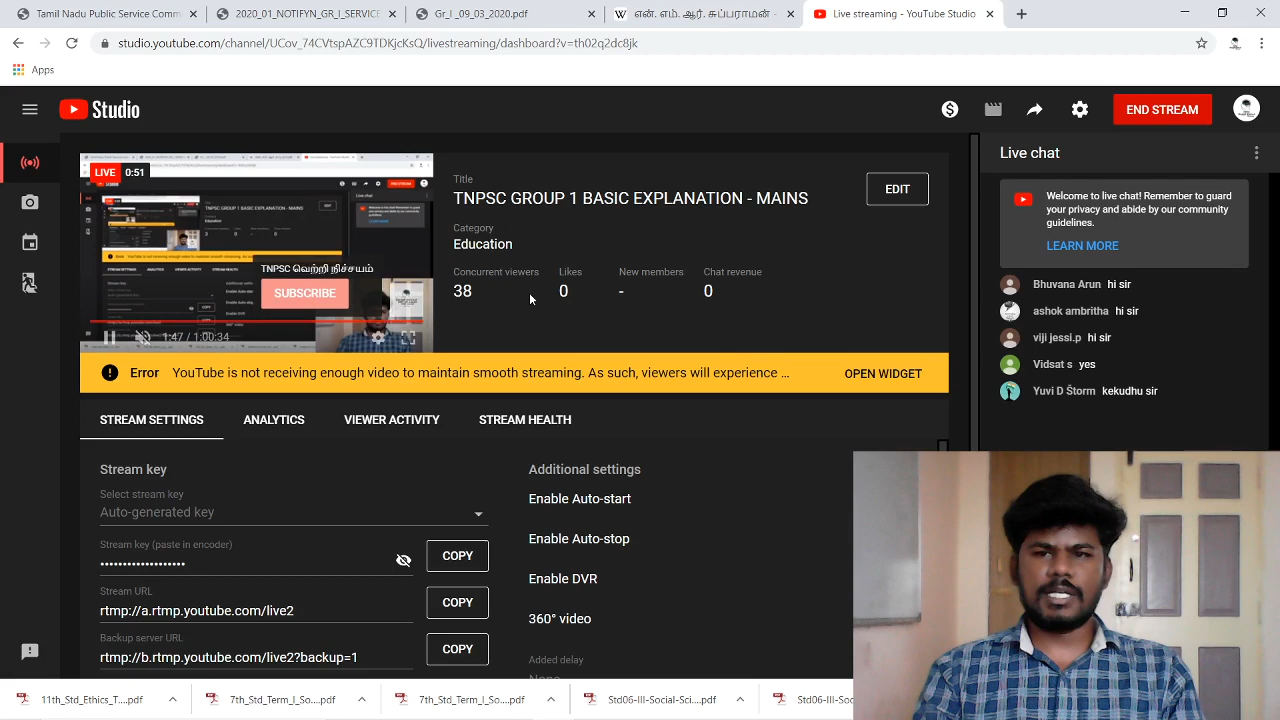 Tamil Nadu Public Service Comm
2020_01_NOTIFYN_GR_I_SERVICE
Gr_I _09_03_2020.pdf
என். எம். ஆர். சுப்பராமன் -
Live streaming - YouTube Studio
studio.youtube.com/channel/UCov_74CVtspAZC9TDKjcKsQ/livestreaming/dashboard?v=th02q2dc8jk
Apps
Studio
END STREAM
LIVE 0:51
TNPSC வெற்றி நிச்சயம்
SUBSCRIBE
1:47 / 1:00:34
Title
TNPSC GROUP 1 BASIC EXPLANATION - MAINS
EDIT
Category
Education
Concurrent viewers Likes New members Chat revenue
38 0 - 0
Error YouTube is not receiving enough video to maintain smooth streaming. As such, viewers will experience ... OPEN WIDGET
STREAM SETTINGS ANALYTICS VIEWER ACTIVITY STREAM HEALTH
Stream key
Select stream key
Auto-generated key
Stream key (paste in encoder)
COPY
Stream URL
rtmp://a.rtmp.youtube.com/live2
COPY
Backup server URL
rtmp://b.rtmp.youtube.com/live2?backup=1
COPY
Additional settings
Enable Auto-start
Enable Auto-stop
Enable DVR
360° video
Added delay
Live chat
Welcome to live chat! Remember to guard
your privacy and abide by our community
guidelines.
LEARN MORE
Bhuvana Arun hi sir
ashok ambritha hi sir
viji jessi.p hi sir
Vidsat s yes
Yuvi D Štorm kekudhu sir
11th_Std_Ethics_T....pdf
7th_Std_Term_I_So....pdf
7th_Std_Term_I_So....pdf
Std06-III-Social-Sci....pdf
Std06-III-So